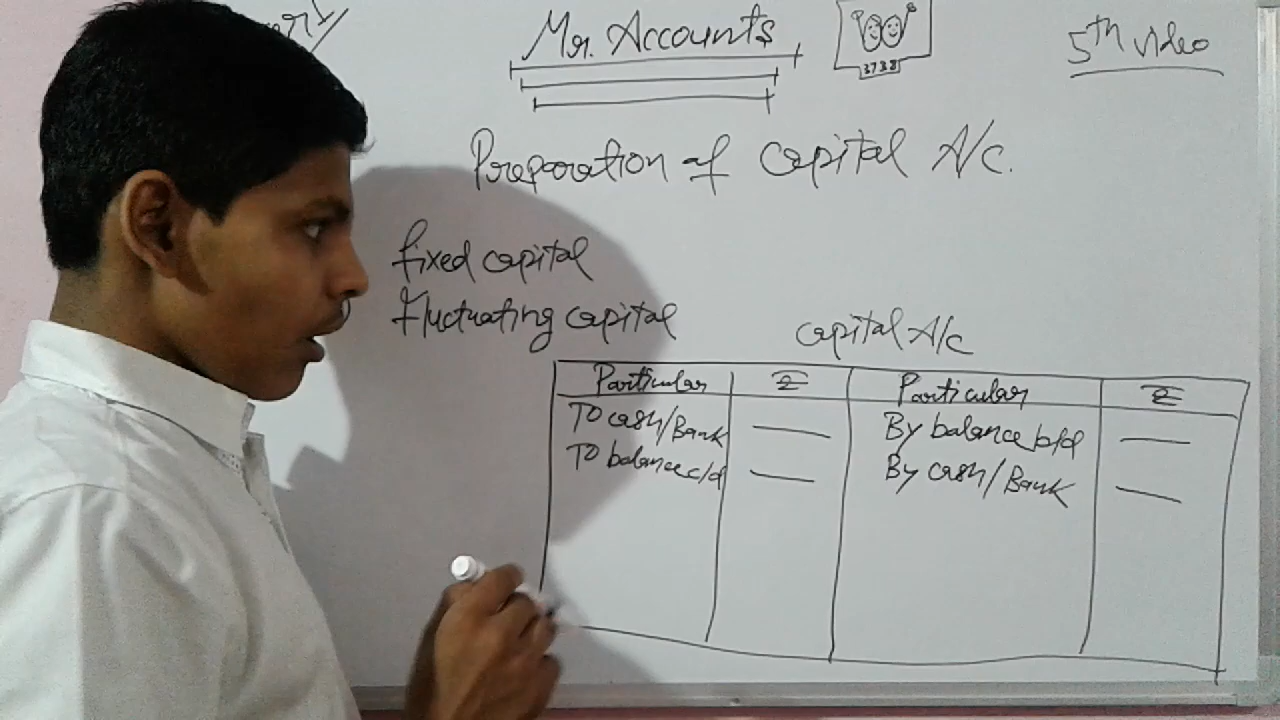 Mr. Accounts
3738
5th video
Preparation of Capital A/c.
fixed capital
fluctuating capital
Capital A/c
Particular ₹ Particular ₹
To cash/Bank By balance b/d
To balance c/d By cash/Bank